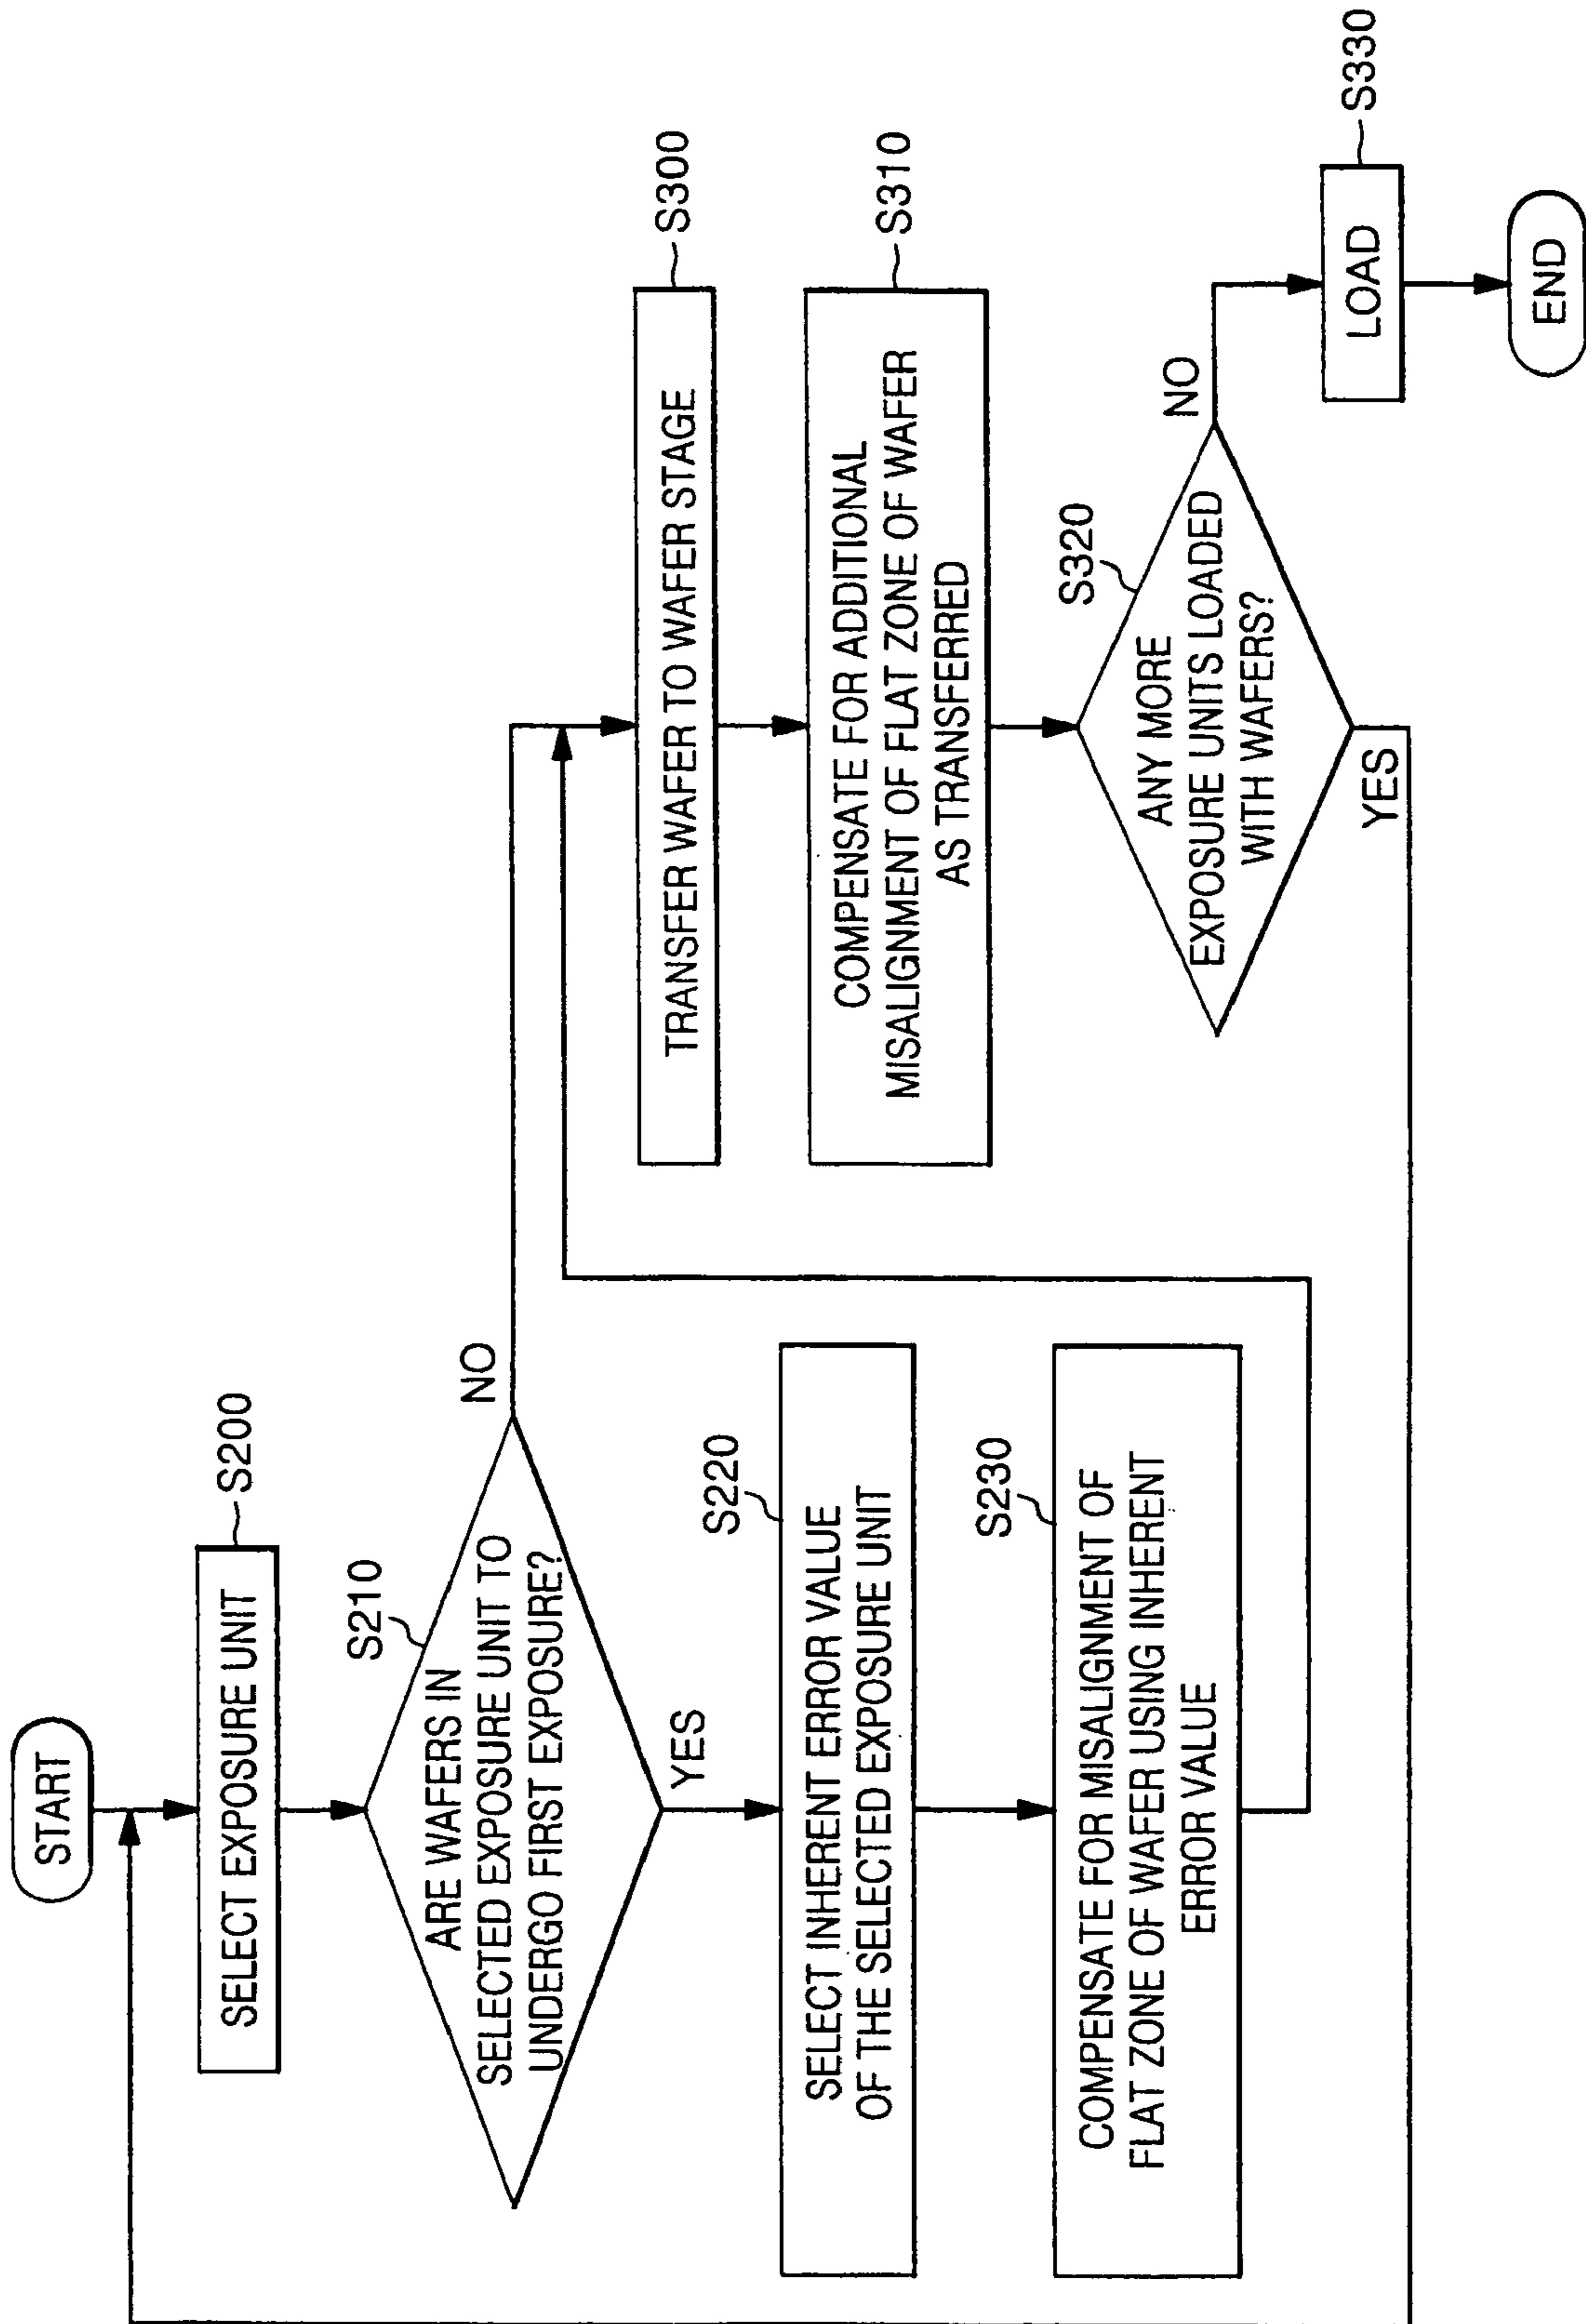 START
SELECT EXPOSURE UNIT
S200
S210
ARE WAFERS IN
SELECTED EXPOSURE UNIT TO
UNDERGO FIRST EXPOSURE?
NO
YES
S220
SELECT INHERENT ERROR VALUE
OF THE SELECTED EXPOSURE UNIT
S230
COMPENSATE FOR MISALIGNMENT OF
FLAT ZONE OF WAFER USING INHERENT
ERROR VALUE
TRANSFER WAFER TO WAFER STAGE
S300
COMPENSATE FOR ADDITIONAL
MISALIGNMENT OF FLAT ZONE OF WAFER
AS TRANSFERRED
S310
S320
ANY MORE
EXPOSURE UNITS LOADED
WITH WAFERS?
NO
YES
LOAD
S330
END